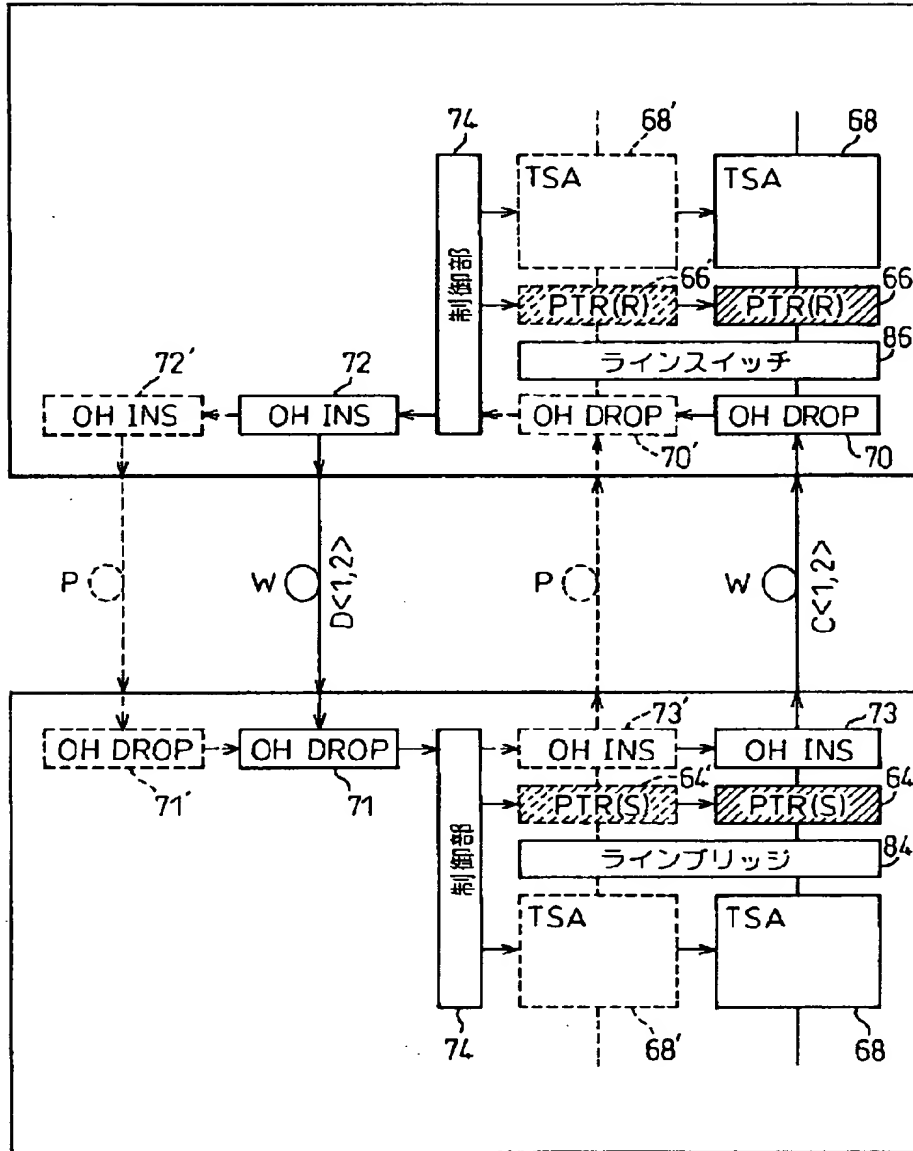 74
68'
68
TSA
TSA
制御部
66'
66
PTR(R)
PTR(R)
86
ラインスイッチ
72'
72
OH INS
OH INS
OH DROP
OH DROP
70'
70
P
W
D<1,2>
P
W
C<1,2>
73'
73
OH DROP
OH DROP
OH INS
OH INS
71'
71
64'
64
PTR(S)
PTR(S)
制御部
84
ラインブリッジ
TSA
TSA
74
68'
68